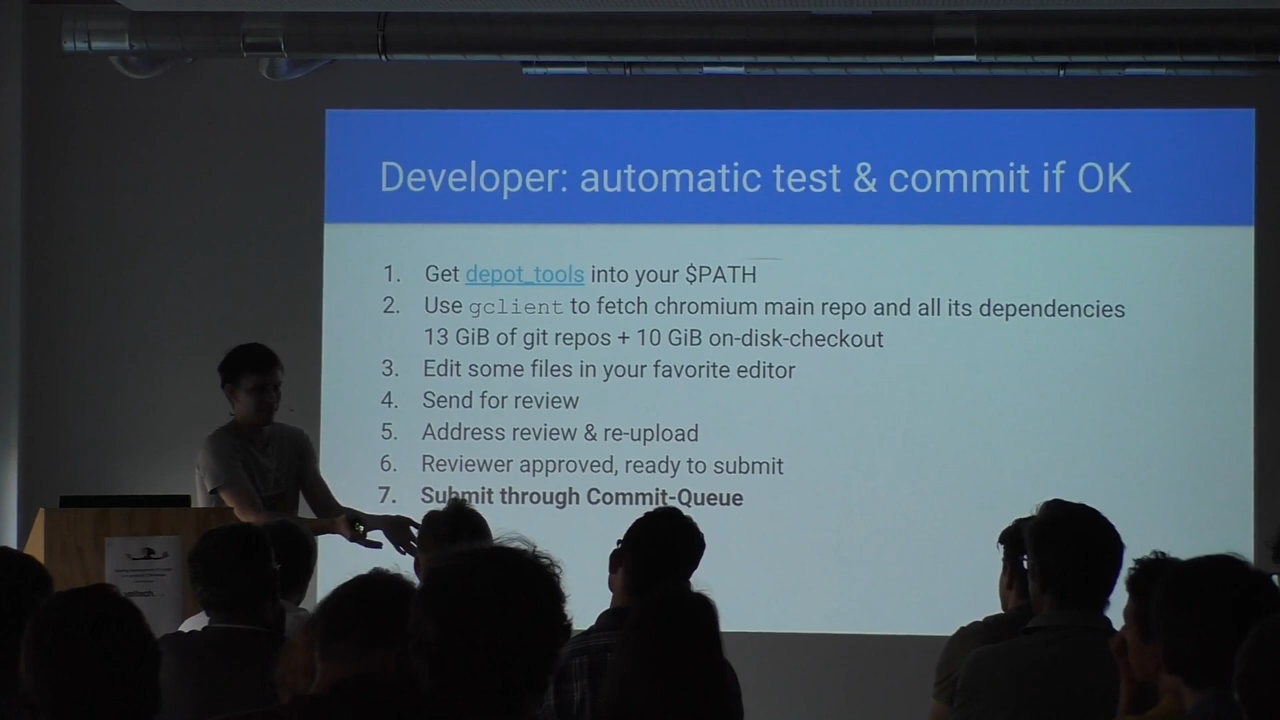 Developer: automatic test & commit if OK
1. Get depot_tools into your $PATH
2. Use gclient to fetch chromium main repo and all its dependencies
13 GiB of git repos + 10 GiB on-disk-checkout
3. Edit some files in your favorite editor
4. Send for review
5. Address review & re-upload
6. Reviewer approved, ready to submit
7. Submit through Commit-Queue
valtech